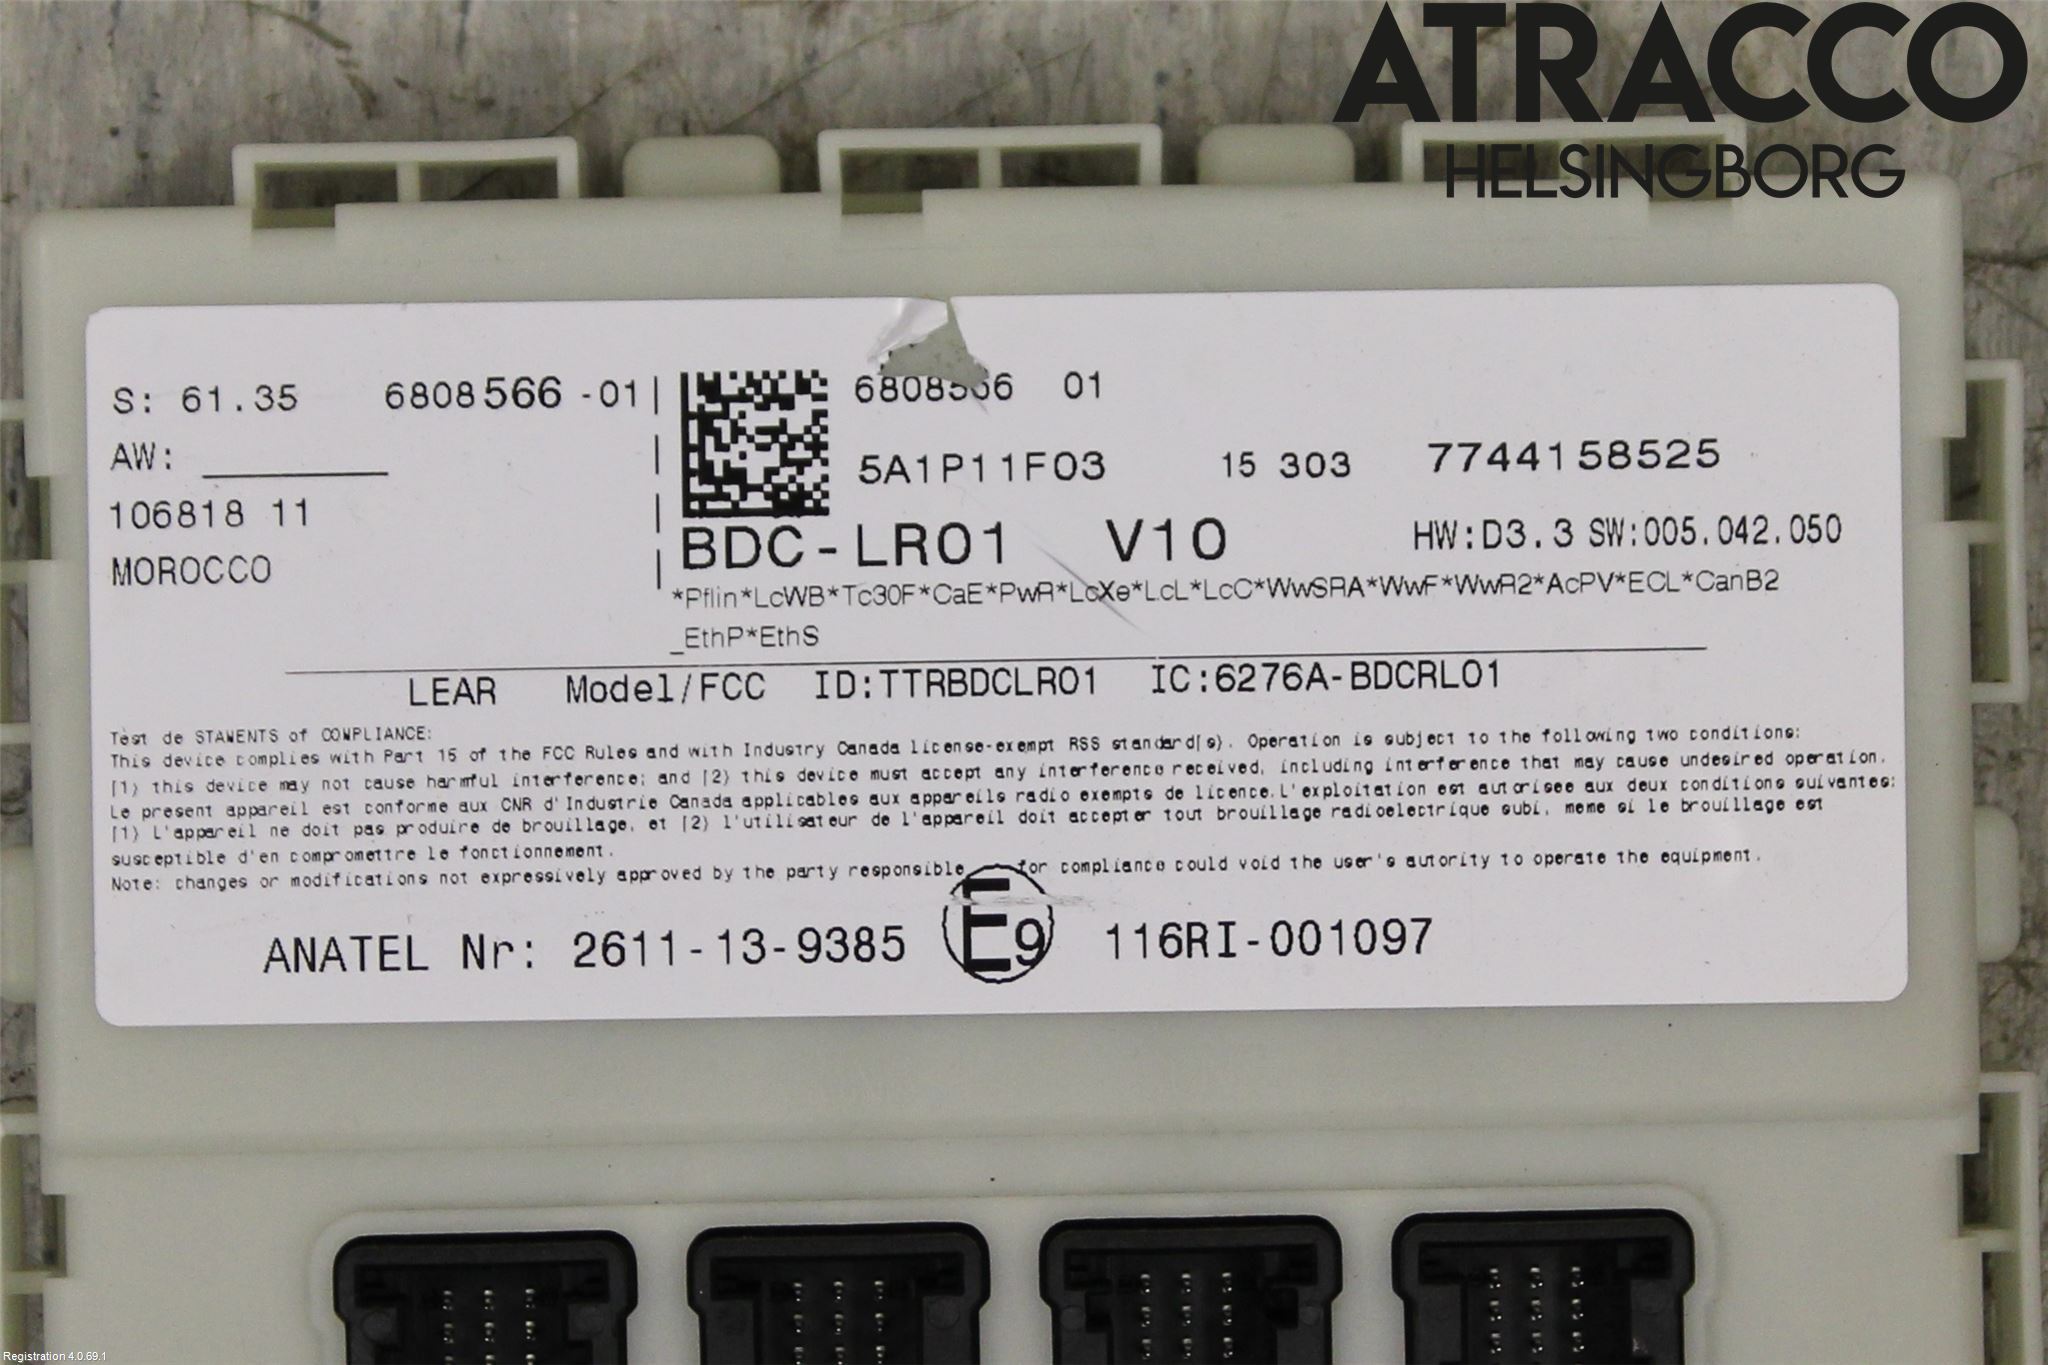 ATRACCO
HELSINGBORG
S: 61.35 6808566 -01
AW:
106818 11
MOROCCO
6808566 01
5A1P11F03 15 303 7744158525
BDC-LR01 V10 HW:D3.3 SW:005.042.050
*Pflin*LcWB*Tc30F*CaE*PwR*LcXe*LcL*LcC*WwSRA*WwF*WwR2*AcPV*ECL*CanB2
_EthP*EthS
LEAR Model/FCC ID:TTRBDCLR01 IC:6276A-BDCRL01
Test de STAWENTS of COMPLIANCE:
This device complies with Part 15 of the FCC Rules and with Industry Canada license-exempt RSS standard(s). Operation is subject to the following two conditions:
(1) this device may not cause harmful interference; and (2) this device must accept any interference received, including interference that may cause undesired operation.
Le present appareil est conforme aux CNR d'Industrie Canada applicables aux appareils radio exempts de licence.L'exploitation est autorisee aux deux conditions suivantes:
(1) L'appareil ne doit pas produire de brouillage, et (2) l'utilisateur de l'appareil doit accepter tout brouillage radioelectrique subi, meme si le brouillage est
susceptible d'en compromettre le fonctionnement.
Note: changes or modifications not expressively approved by the party responsible for compliance could void the user's autority to operate the equipment.
ANATEL Nr: 2611-13-9385 E9 116RI-001097
Registration 4.0.69.1